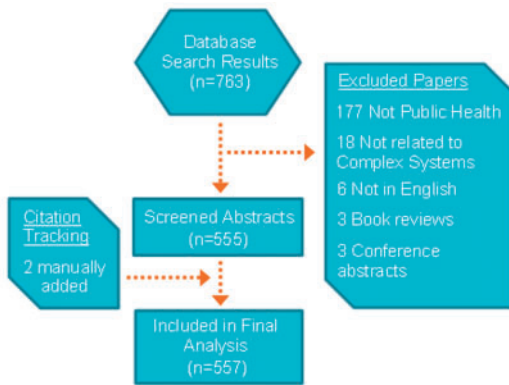 Database
Search Results
(n=763)
Excluded Papers
177 Not Public Health
18 Not related to
Complex Systems
6 Not in English
3 Book reviews
3 Conference
abstracts
Citation
Tracking
2 manually
added
Screened Abstracts
(n=555)
Included in Final
Analysis
(n=557)